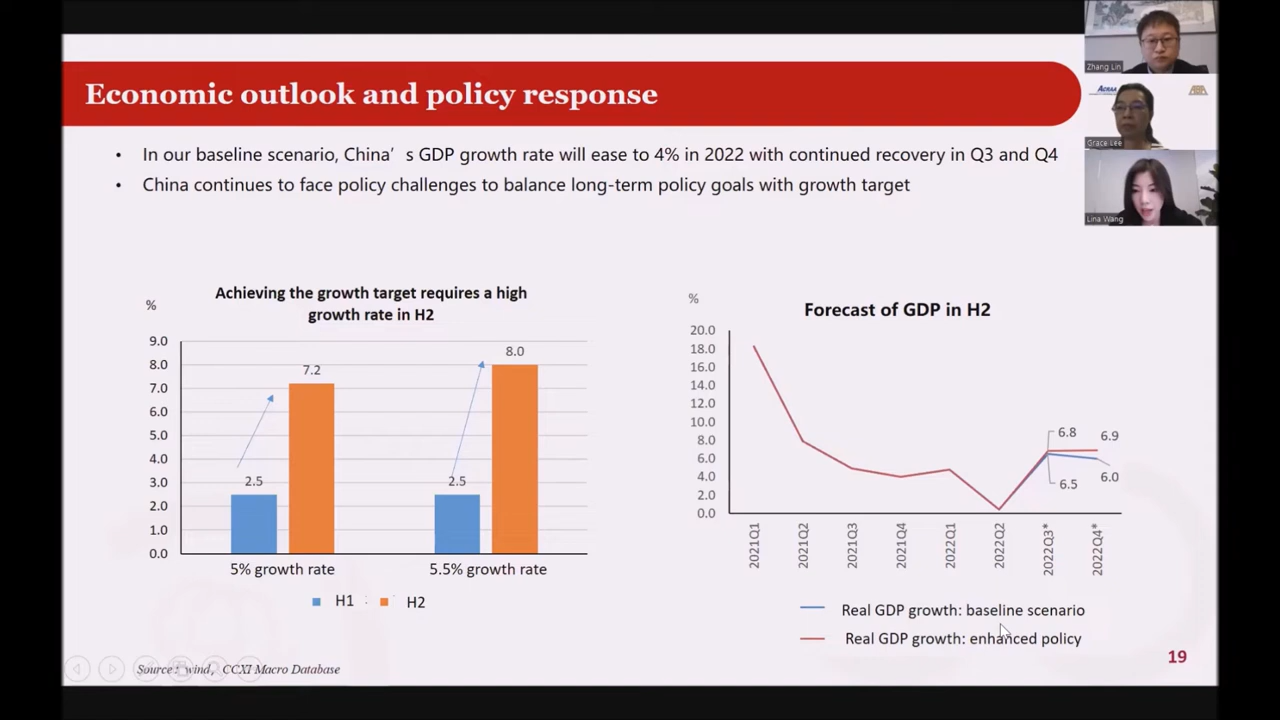 Economic outlook and policy response
• In our baseline scenario, China's GDP growth rate will ease to 4% in 2022 with continued recovery in Q3 and Q4
• China continues to face policy challenges to balance long-term policy goals with growth target
Zhang Lin
ACRAA
Grace Lee
Lina Wang
Achieving the growth target requires a high
growth rate in H2
%
9.0
8.0
7.0
6.0
5.0
4.0
3.0
2.0
1.0
0.0
2.5
7.2
2.5
8.0
5% growth rate
5.5% growth rate
H1
H2
Forecast of GDP in H2
%
20.0
18.0
16.0
14.0
12.0
10.0
8.0
6.0
4.0
2.0
0.0
6.8
6.9
6.5
6.0
2021Q1
2021Q2
2021Q3
2021Q4
2022Q1
2022Q2
2022Q3*
2022Q4*
Real GDP growth: baseline scenario
Real GDP growth: enhanced policy
Source: wind, CCXI Macro Database
19